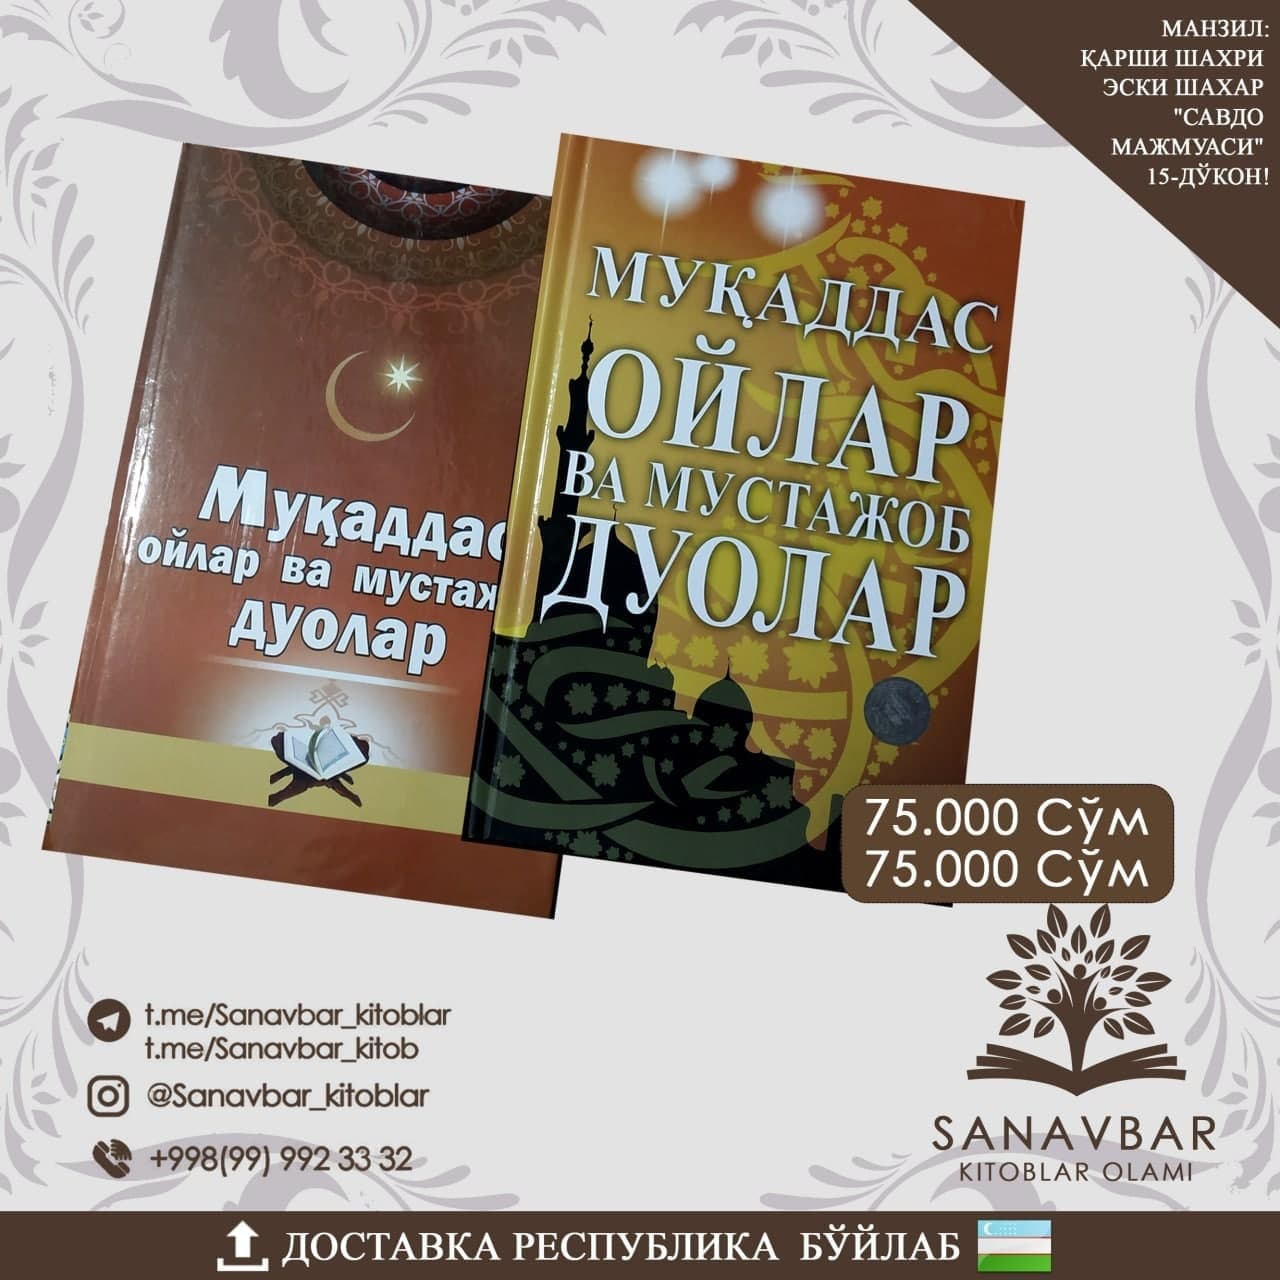 МАНЗИЛ:
ҚАРШИ ШАХРИ
ЭСКИ ШАХАР
"САВДО
МАЖМУАСИ"
15-ДЎКОН!
Муқаддас
ойлар ва мустаж
дуолар
МУҚАДДАС
ОЙЛАР
ВА МУСТАЖОБ
ДУОЛАР
75.000 Сўм
75.000 Сўм
t.me/Sanavbar_kitoblar
t.me/Sanavbar_kitob
@Sanavbar_kitoblar
+998(99) 992 33 32
SANAVBAR
KITOBLAR OLAMI
ДОСТАВКА РЕСПУБЛИКА БЎЙЛАБ